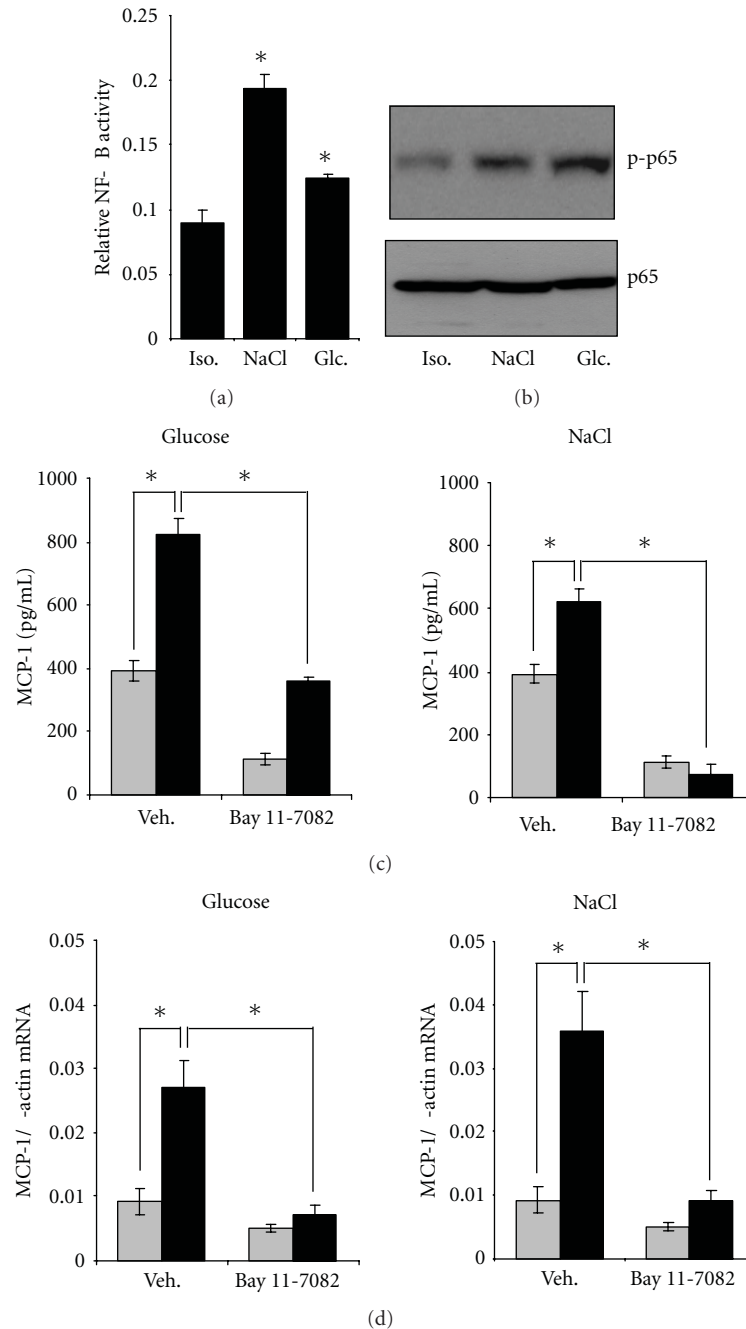 Relative NF- B activity
0.25
0.2
0.15
0.1
0.05
0
*
*
Iso. NaCl Glc.
(a)
p-p65
p65
Iso. NaCl Glc.
(b)
Glucose
MCP-1 (pg/mL)
1000
800
600
400
200
0
*
*
Veh. Bay 11-7082
NaCl
MCP-1 (pg/mL)
1000
800
600
400
200
0
*
*
Veh. Bay 11-7082
(c)
Glucose
MCP-1/ -actin mRNA
0.05
0.04
0.03
0.02
0.01
0
*
*
Veh. Bay 11-7082
NaCl
MCP-1/ -actin mRNA
0.05
0.04
0.03
0.02
0.01
0
*
*
Veh. Bay 11-7082
(d)